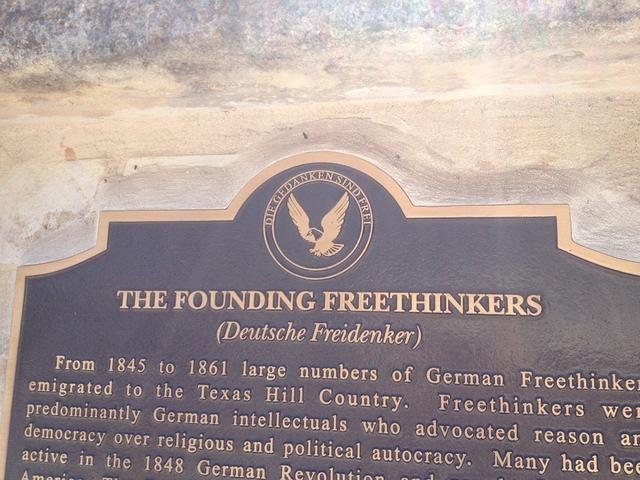 DIE GEDANKEN SIND FREI
THE FOUNDING FREETHINKERS
(Deutsche Freidenker)
From 1845 to 1861 large numbers of German Freethinker
emigrated to the Texas Hill Country. Freethinkers wer
predominantly German intellectuals who advocated reason an
democracy over religious and political autocracy. Many had bee
active in the 1848 German Revolution and